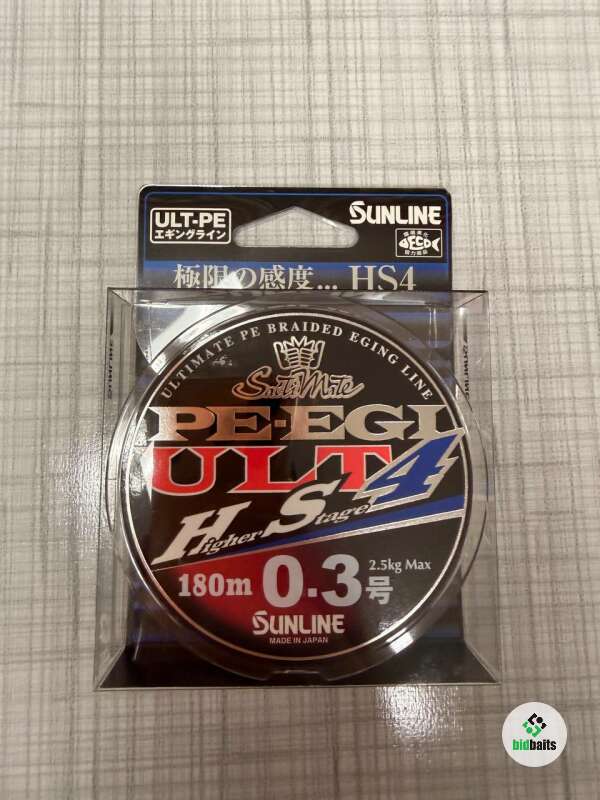 ULT-PE
エギングライン
SUNLINE
ECO
極限の感度... HS4
ULTIMATE PE BRAIDED EGING LINE
SaltiMate
PE-EGI
ULT4
Higher Stage
180m 0.3号
2.5kg Max
SUNLINE
MADE IN JAPAN
bidbaits